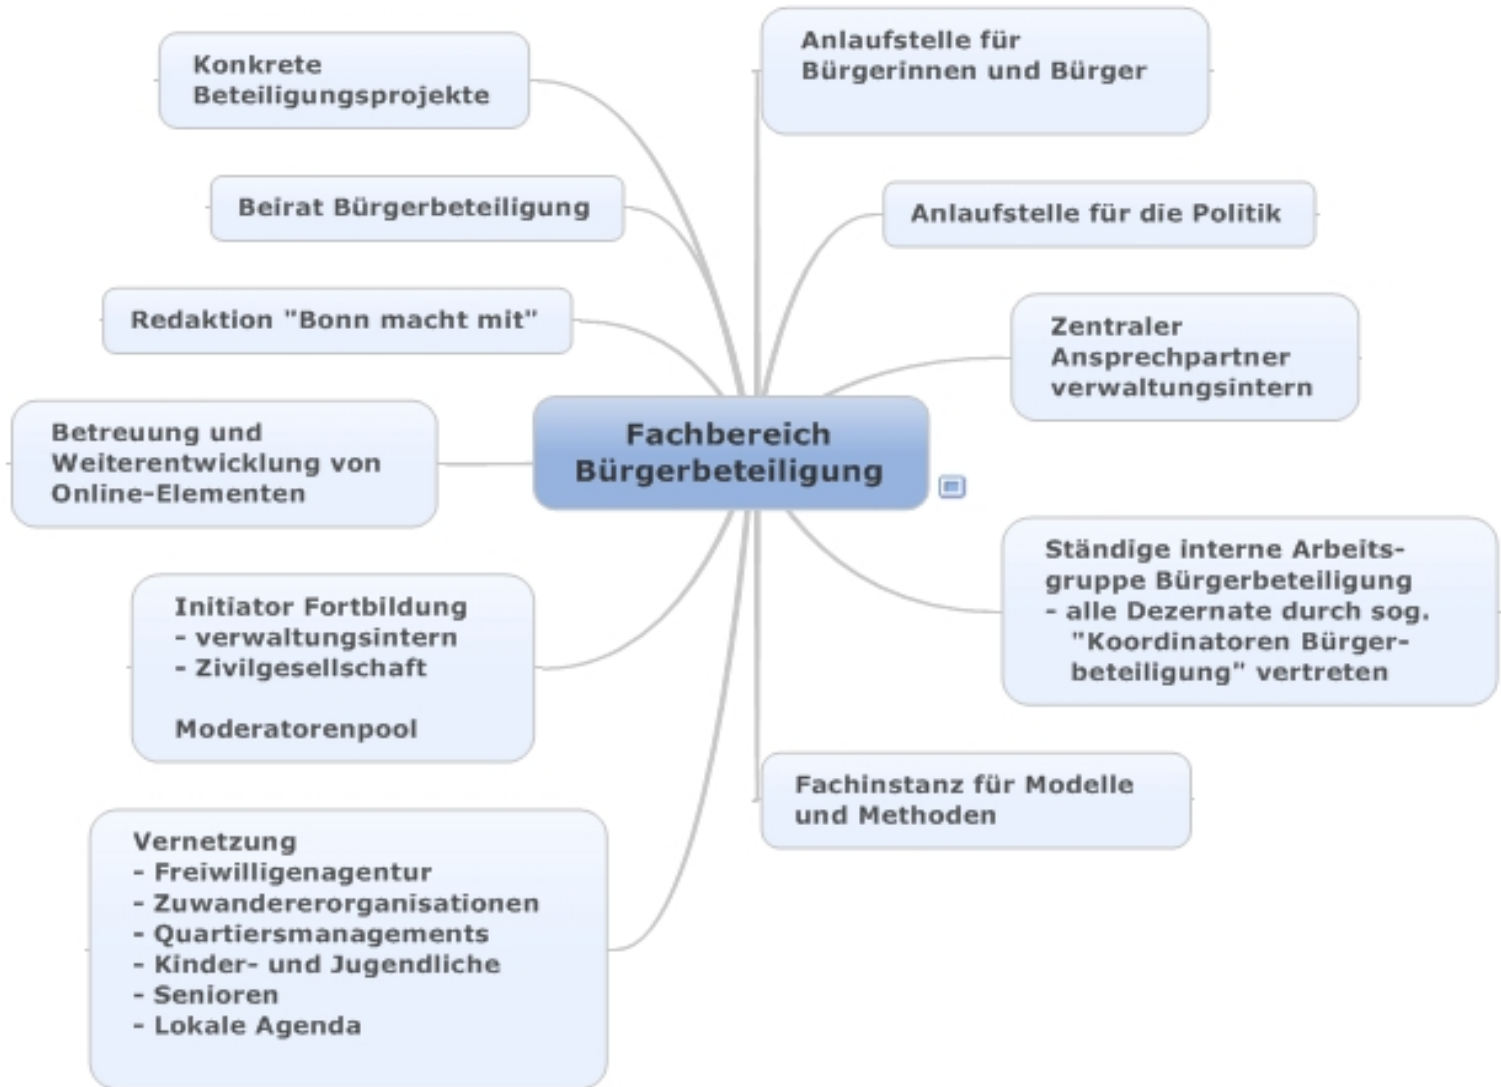 Konkrete
Beteiligungsprojekte
Beirat Bürgerbeteiligung
Redaktion "Bonn macht mit"
Betreuung und
Weiterentwicklung von
Online-Elementen
Initiator Fortbildung
- verwaltungsintern
- Zivilgesellschaft
Moderatorenpool
Vernetzung
- Freiwilligenagentur
- Zuwandererorganisationen
- Quartiersmanagements
- Kinder- und Jugendliche
- Senioren
- Lokale Agenda
Fachbereich
Bürgerbeteiligung
Anlaufstelle für
Bürgerinnen und Bürger
Anlaufstelle für die Politik
Zentraler
Ansprechpartner
verwaltungsintern
Ständige interne Arbeits-
gruppe Bürgerbeteiligung
- alle Dezernate durch sog.
"Koordinatoren Bürger-
beteiligung" vertreten
Fachinstanz für Modelle
und Methoden